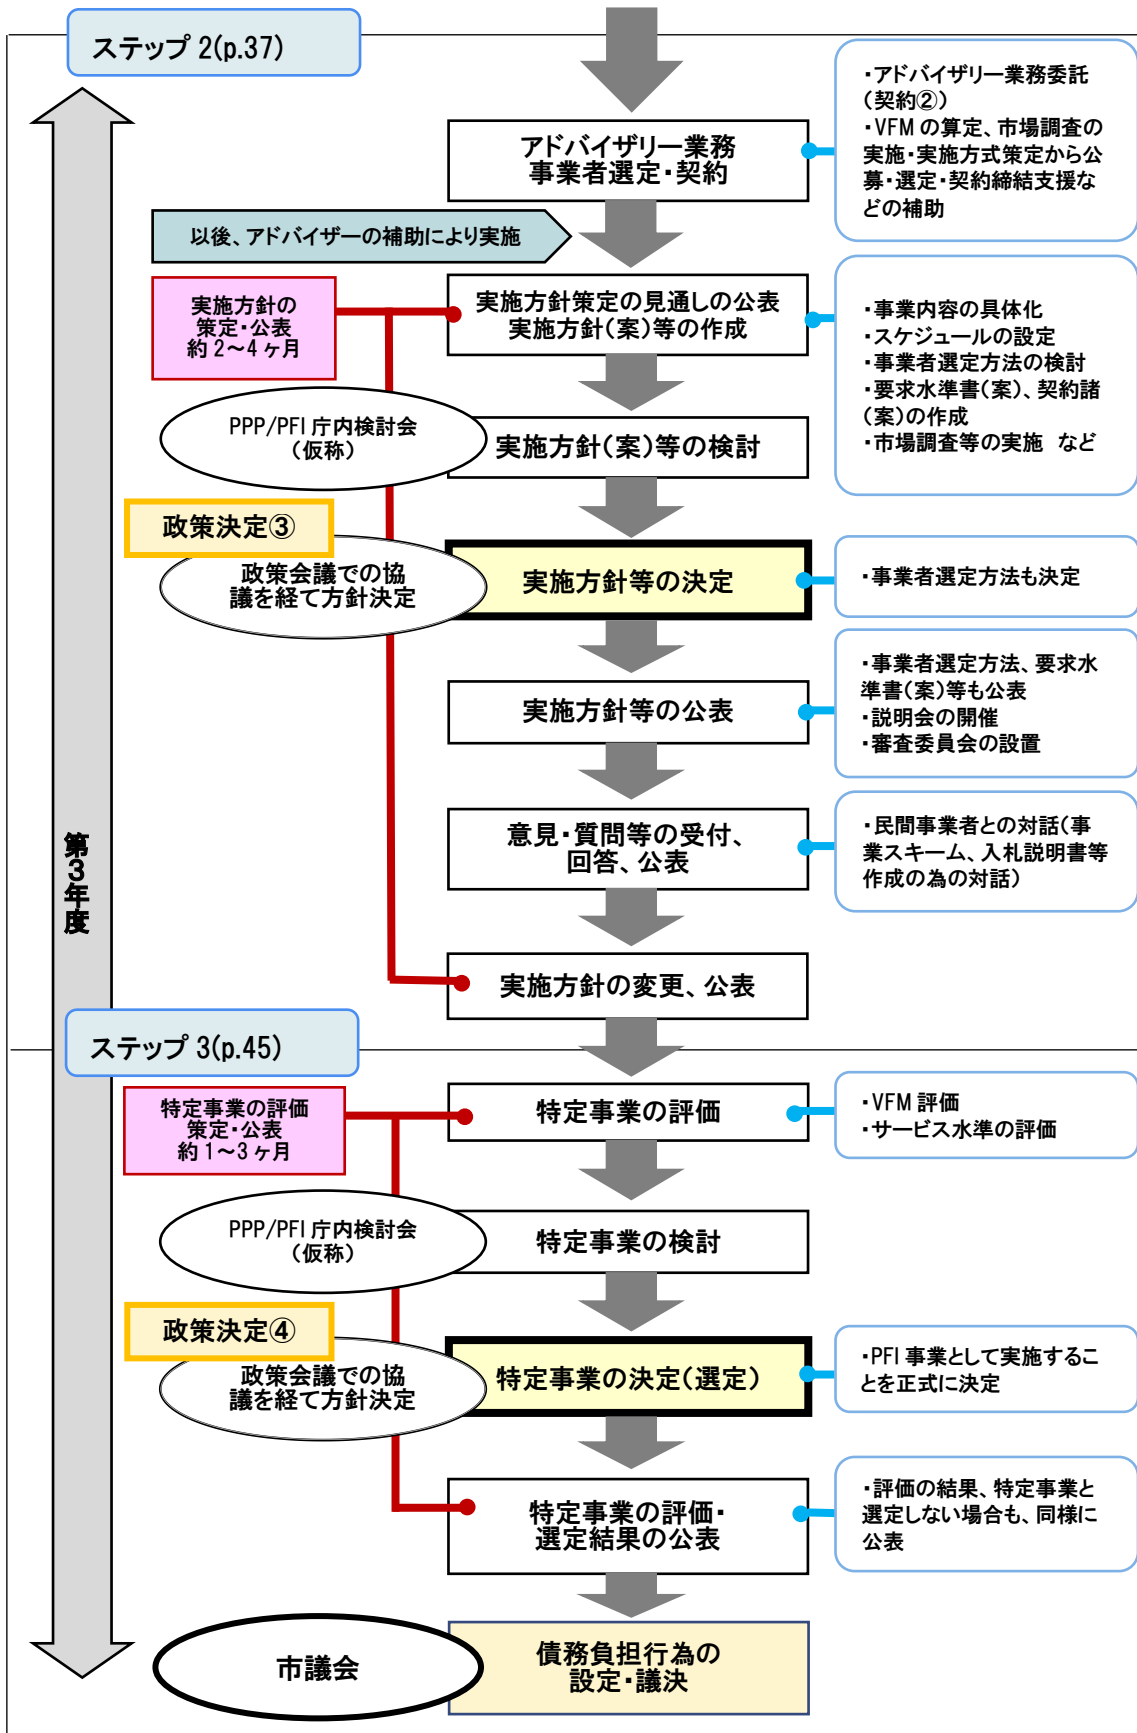 ステップ 2(p.37)
アドバイザリー業務
事業者選定・契約
・アドバイザリー業務委託
(契約②)
・VFM の算定、市場調査の
実施・実施方式策定から公
募・選定・契約締結支援な
どの補助
以後、アドバイザーの補助により実施
実施方針の
策定・公表
約 2～4 ヶ月
実施方針策定の見通しの公表
実施方針(案)等の作成
・事業内容の具体化
・スケジュールの設定
・事業者選定方法の検討
・要求水準書(案)、契約諸
(案)の作成
・市場調査等の実施 など
PPP/PFI 庁内検討会
(仮称)
実施方針(案)等の検討
政策決定③
政策会議での協
議を経て方針決定
実施方針等の決定
・事業者選定方法も決定
実施方針等の公表
・事業者選定方法、要求水
準書(案)等も公表
・説明会の開催
・審査委員会の設置
意見・質問等の受付、
回答、公表
・民間事業者との対話(事
業スキーム、入札説明書等
作成の為の対話)
第3年度
実施方針の変更、公表
ステップ 3(p.45)
特定事業の評価
策定・公表
約 1～3 ヶ月
特定事業の評価
・VFM 評価
・サービス水準の評価
PPP/PFI 庁内検討会
(仮称)
特定事業の検討
政策決定④
政策会議での協
議を経て方針決定
特定事業の決定(選定)
・PFI 事業として実施するこ
とを正式に決定
特定事業の評価・
選定結果の公表
・評価の結果、特定事業と
選定しない場合も、同様に
公表
市議会
債務負担行為の
設定・議決